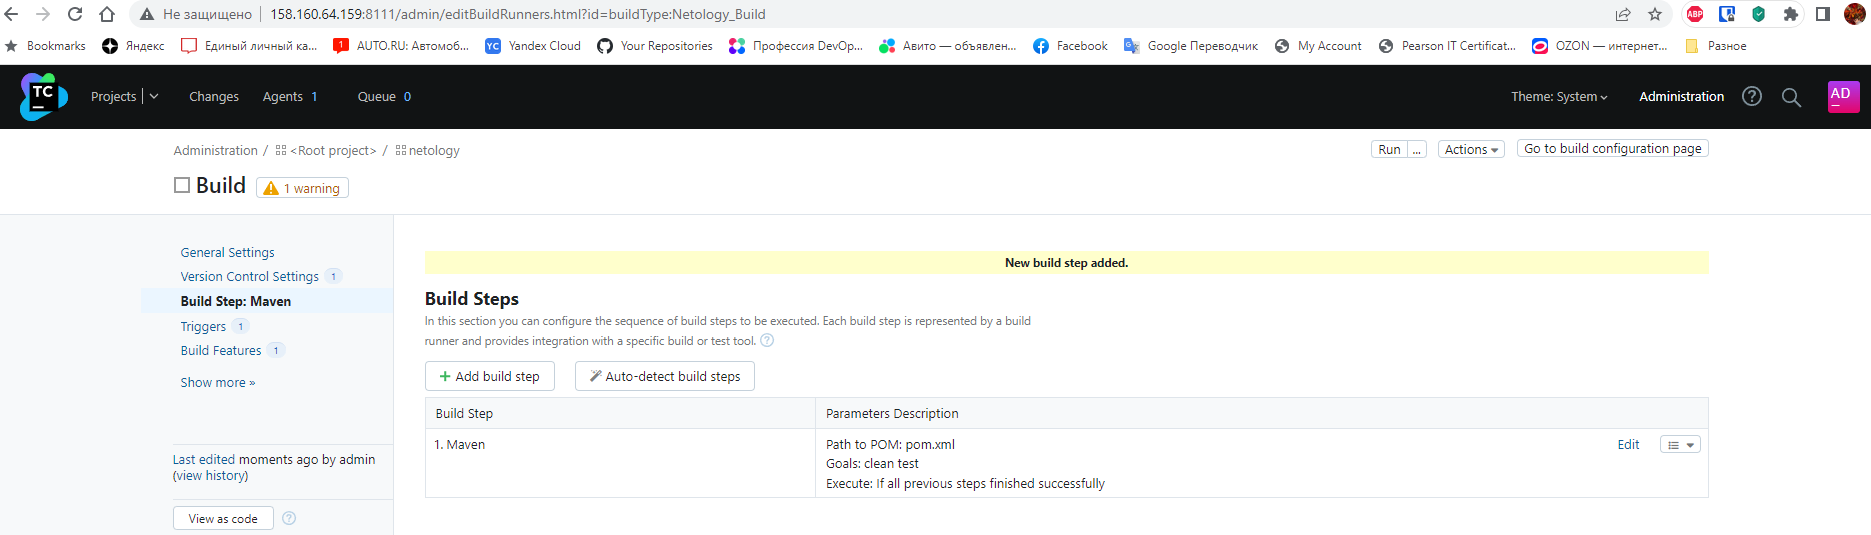 Не защищено | 158.160.64.159:8111/admin/editBuildRunners.html?id=buildType:Netology_Build
ABP
Bookmarks Яндекс Единый личный ка... 1 AUTO.RU: Автомоб... YC Yandex Cloud Your Repositories Профессия DevOp... Авито — объявлен... Facebook Google Переводчик My Account Pearson IT Certificat... OZON — интернет... Разное
TC Projects Changes Agents 1 Queue 0 Theme: System Administration ? AD
Administration / <Root project> / netology
Run ... Actions Go to build configuration page
Build 1 warning
General Settings
Version Control Settings 1
Build Step: Maven
Triggers 1
Build Features 1
Show more »
Last edited moments ago by admin
(view history)
View as code ?
New build step added.
Build Steps
In this section you can configure the sequence of build steps to be executed. Each build step is represented by a build
runner and provides integration with a specific build or test tool. ?
+ Add build step Auto-detect build steps
Build Step Parameters Description
1. Maven Path to POM: pom.xml Edit
Goals: clean test
Execute: If all previous steps finished successfully